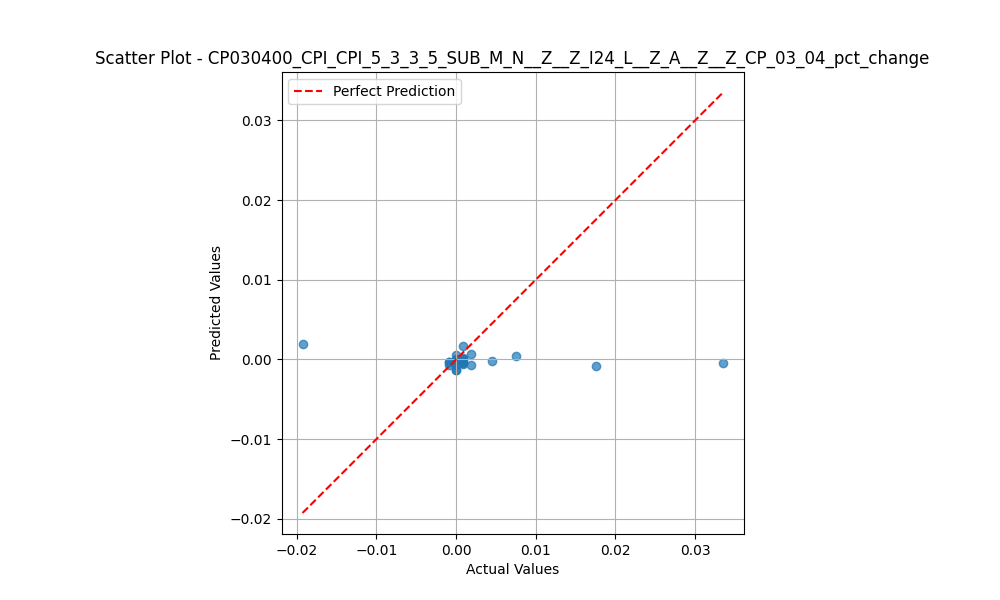 Scatter Plot - CP030400_CPI_CPI_5_3_3_5_SUB_M_N__Z__Z_I24_L__Z_A__Z__Z_CP_03_04_pct_change
Perfect Prediction
0.03
0.02
0.01
0.00
−0.01
−0.02
Predicted Values
−0.02 −0.01 0.00 0.01 0.02 0.03
Actual Values